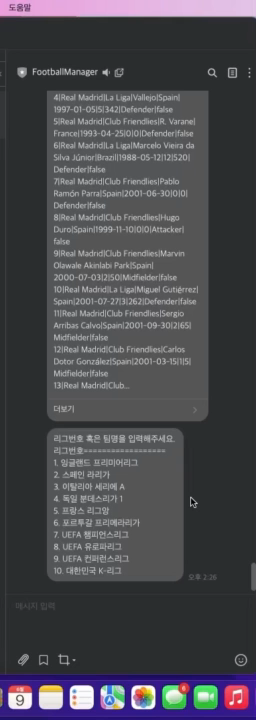 도움말
FootballManager
4|Real Madrid|La Liga|Vallejo|Spain|
1997-01-05|5|342|Defender|false
5|Real Madrid|Club Friendlies|R. Varane|
France|1993-04-25|0|0|Defender|false
6|Real Madrid|La Liga|Marcelo Vieira da
Silva Júnior|Brazil|1988-05-12|12|520|
Defender|false
7|Real Madrid|Club Friendlies|Pablo
Ramón Parra|Spain|2001-06-30|0|0|
Defender|false
8|Real Madrid|Club Friendlies|Hugo
Duro|Spain|1999-11-10|0|0|Attacker|
false
9|Real Madrid|Club Friendlies|Marvin
Olawale Akinlabi Park|Spain|
2000-07-03|2|50|Midfielder|false
10|Real Madrid|La Liga|Miguel Gutiérrez|
Spain|2001-07-27|3|262|Defender|false
11|Real Madrid|Club Friendlies|Sergio
Arribas Calvo|Spain|2001-09-30|2|65|
Midfielder|false
12|Real Madrid|Club Friendlies|Carlos
Dotor González|Spain|2001-03-15|1|5|
Midfielder|false
13|Real Madrid|Club...
더보기
리그번호 혹은 팀명을 입력해주세요.
리그번호==================
1. 잉글랜드 프리미어리그
2. 스페인 라리가
3. 이탈리아 세리에 A
4. 독일 분데스리가 1
5. 프랑스 리그앙
6. 포르투갈 프리메라리가
7. UEFA 챔피언스리그
8. UEFA 유로파리그
9. UEFA 컨퍼런스리그
10. 대한민국 K-리그
오후 2:26
메시지 입력
9